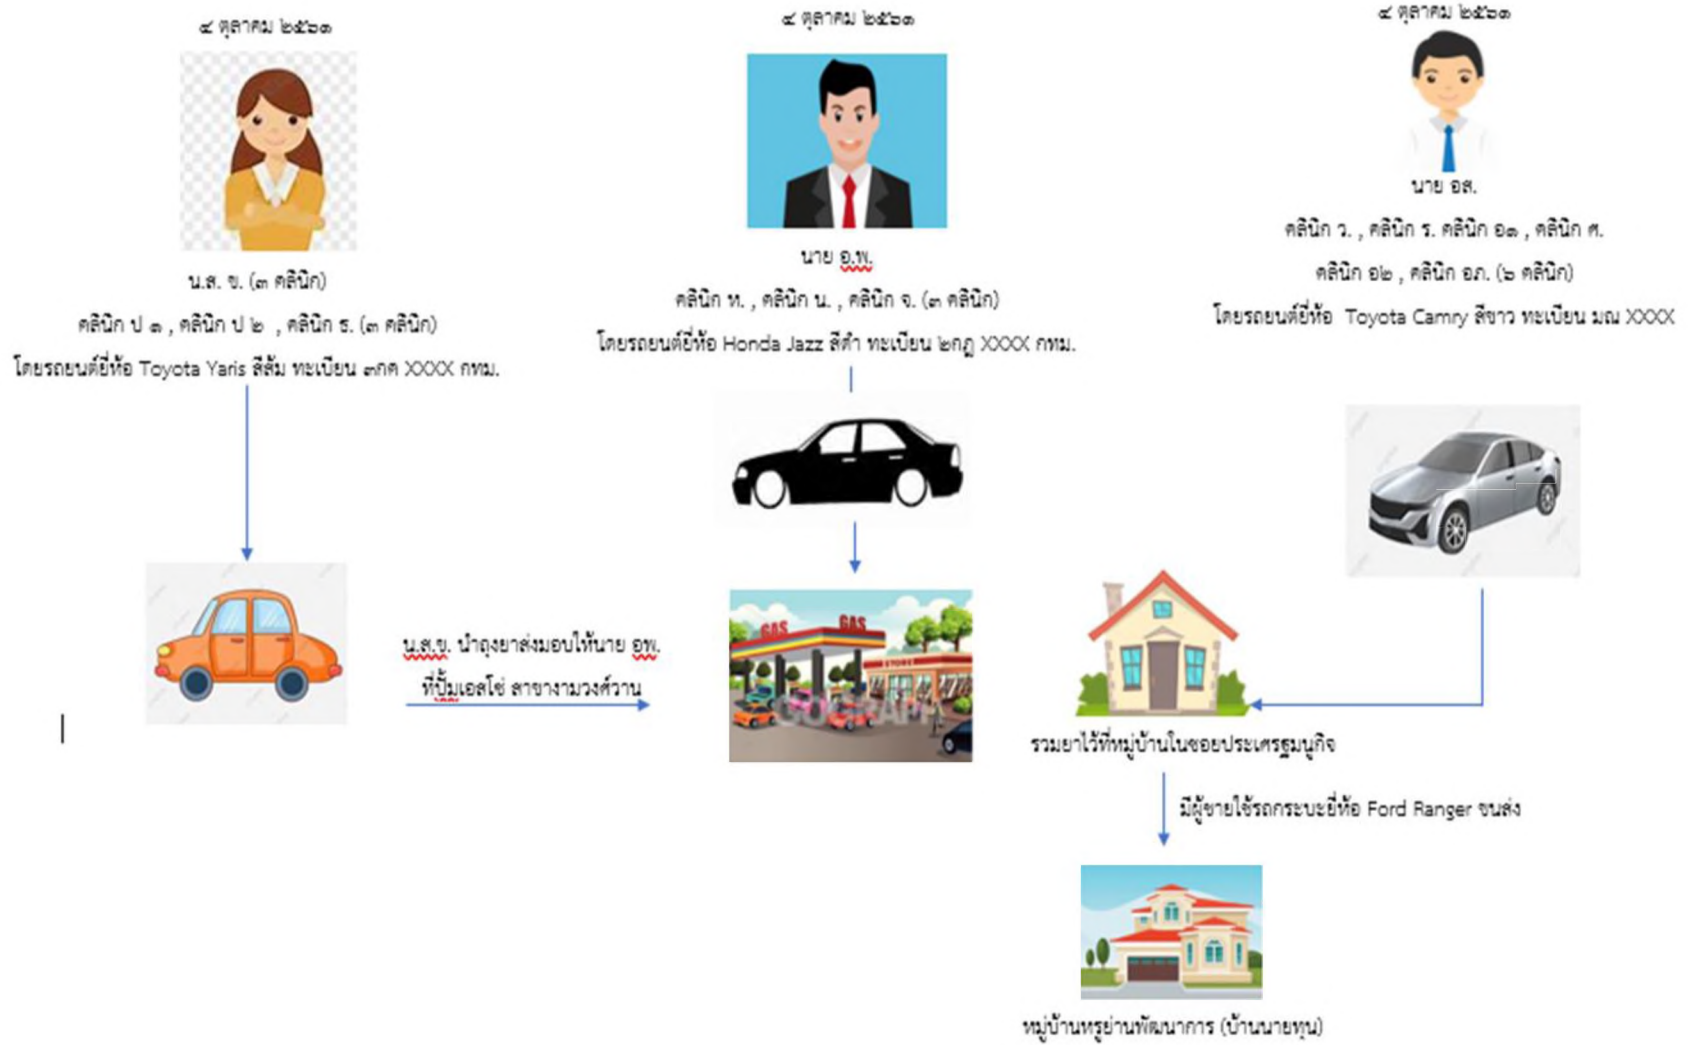 ๔ ตุลาคม ๒๕๖๑
น.ส. ข. (๓ คลินิก)
คลินิก ป ๑ , คลินิก ป ๒ , คลินิก ธ. (๓ คลินิก)
โดยรถยนต์ยี่ห้อ Toyota Yaris สีส้ม ทะเบียน ๓กค XXXX กทม.
๔ ตุลาคม ๒๕๖๑
นาย อ.พ.
คลินิก ท. , คลินิก น. , คลินิก จ. (๓ คลินิก)
โดยรถยนต์ยี่ห้อ Honda Jazz สีดำ ทะเบียน ๒กฎ XXXX กทม.
๔ ตุลาคม ๒๕๖๑
นาย อส.
คลินิก ว. , คลินิก ร. คลินิก อ๑ , คลินิก ศ.
คลินิก อ๒ , คลินิก อภ. (๖ คลินิก)
โดยรถยนต์ยี่ห้อ Toyota Camry สีขาว ทะเบียน มณ XXXX
น.ส.ข. นำถุงยาส่งมอบให้นาย อพ.
ที่ปั้มเอสโซ่ สาขางามวงศ์วาน
GAS GAS
STORE
รวมยาไว้ที่หมู่บ้านในซอยประเศรฐมนูกิจ
มีผู้ชายใช้รถกระบะยี่ห้อ Ford Ranger ขนส่ง
หมู่บ้านหรูย่านพัฒนาการ (บ้านนายทุน)